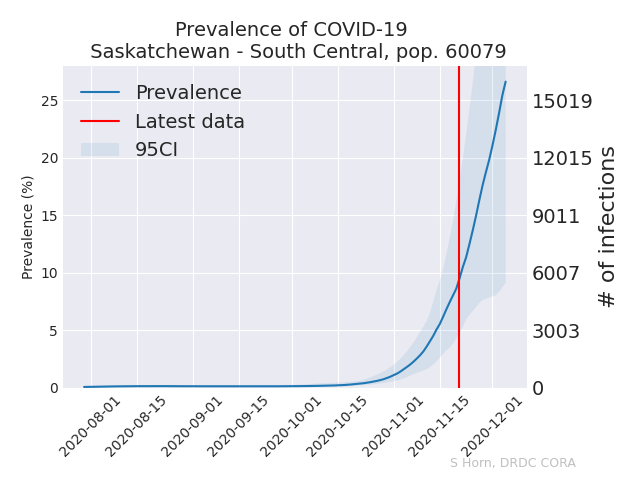 Prevalence of COVID-19
Saskatchewan - South Central, pop. 60079
Prevalence
Latest data
95CI
Prevalence (%)
25
20
15
10
5
0
15019
12015
9011
6007
3003
0
# of infections
2020-08-01
2020-08-15
2020-09-01
2020-09-15
2020-10-01
2020-10-15
2020-11-01
2020-11-15
2020-12-01
S Horn, DRDC CORA